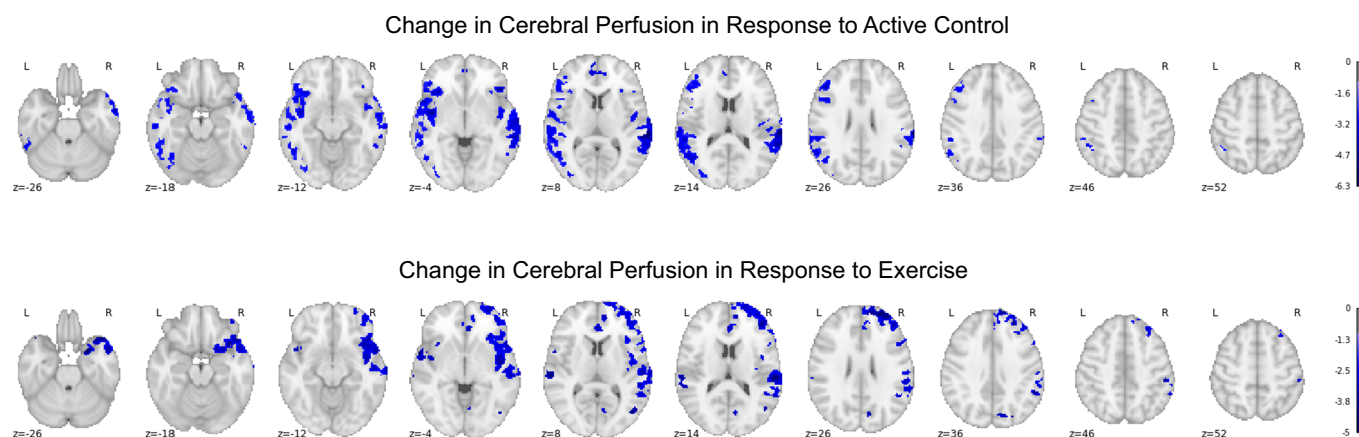 Change in Cerebral Perfusion in Response to Active Control
L R L R L R L R L R L R L R L R L R L R
0
-1.6
-3.2
-4.7
-6.3
z=-26 z=-18 z=-12 z=-4 z=8 z=14 z=26 z=36 z=46 z=52
Change in Cerebral Perfusion in Response to Exercise
L R L R L R L R L R L R L R L R L R L R
0
-1.3
-2.5
-3.8
-5
z=-26 z=-18 z=-12 z=-4 z=8 z=14 z=26 z=36 z=46 z=52